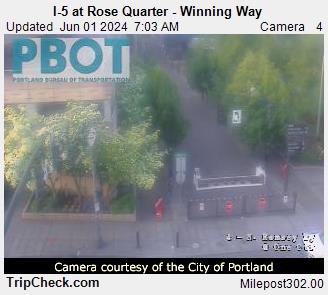 I-5 at Rose Quarter - Winning Way
Updated Jun 01 2024 7:03 AM Camera 4
PBOT
PORTLAND BUREAU OF TRANSPORTATION
Camera courtesy of the City of Portland
TripCheck.com Milepost302.00